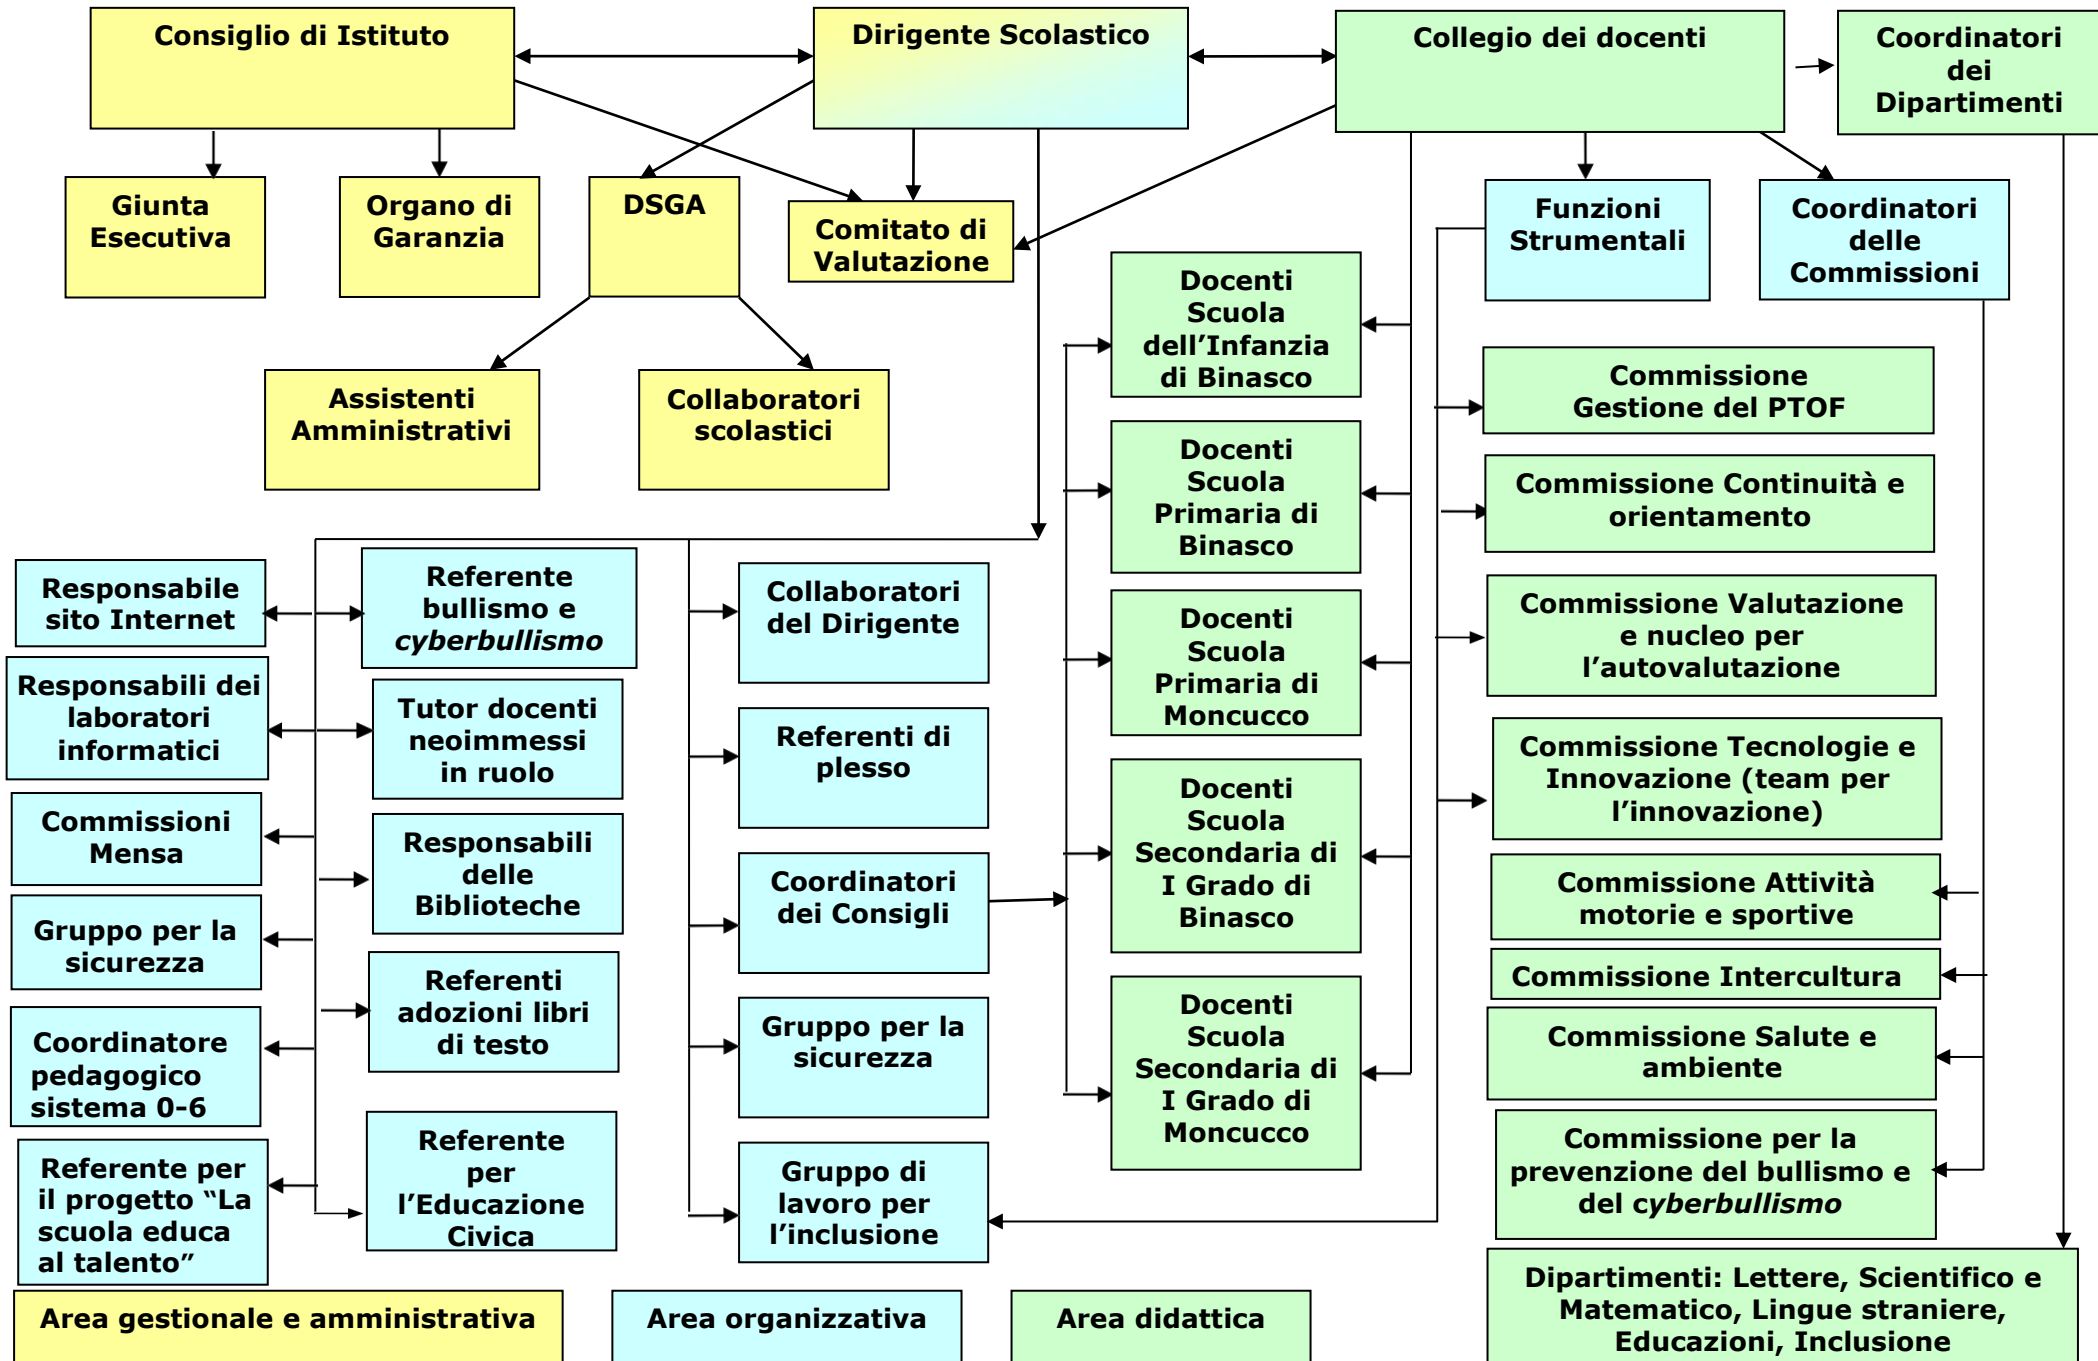 Consiglio di Istituto
Dirigente Scolastico
Collegio dei docenti
Coordinatori
dei
Dipartimenti
Giunta
Esecutiva
Organo di
Garanzia
DSGA
Comitato di
Valutazione
Funzioni
Strumentali
Coordinatori
delle
Commissioni
Assistenti
Amministrativi
Collaboratori
scolastici
Docenti
Scuola
dell’Infanzia
di Binasco
Docenti
Scuola
Primaria di
Binasco
Docenti
Scuola
Primaria di
Moncucco
Docenti
Scuola
Secondaria di
I Grado di
Binasco
Docenti
Scuola
Secondaria di
I Grado di
Moncucco
Commissione
Gestione del PTOF
Commissione Continuità e
orientamento
Commissione Valutazione
e nucleo per
l’autovalutazione
Commissione Tecnologie e
Innovazione (team per
l’innovazione)
Commissione Attività
motorie e sportive
Commissione Intercultura
Commissione Salute e
ambiente
Commissione per la
prevenzione del bullismo e
del cyberbullismo
Dipartimenti: Lettere, Scientifico e
Matematico, Lingue straniere,
Educazioni, Inclusione
Responsabile
sito Internet
Responsabili dei
laboratori
informatici
Commissioni
Mensa
Gruppo per la
sicurezza
Coordinatore
pedagogico
sistema 0-6
Referente per
il progetto “La
scuola educa
al talento”
Referente
bullismo e
cyberbullismo
Tutor docenti
neoimmessi
in ruolo
Responsabili
delle
Biblioteche
Referenti
adozioni libri
di testo
Referente
per
l’Educazione
Civica
Collaboratori
del Dirigente
Referenti di
plesso
Coordinatori
dei Consigli
Gruppo per la
sicurezza
Gruppo di
lavoro per
l’inclusione
Area gestionale e amministrativa
Area organizzativa
Area didattica